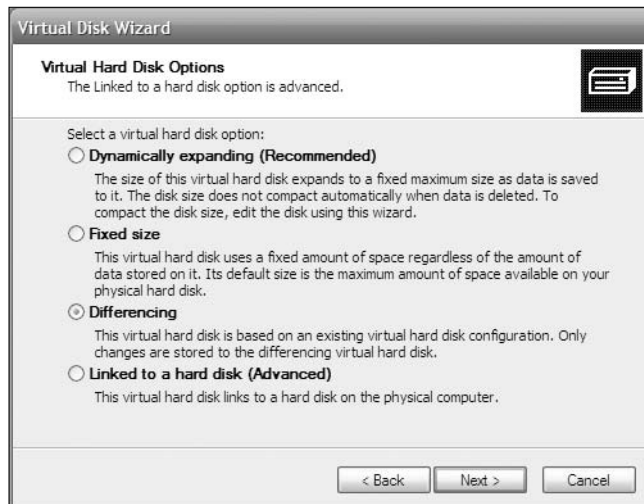 Virtual Disk Wizard
Virtual Hard Disk Options
The Linked to a hard disk option is advanced.
Select a virtual hard disk option:
Dynamically expanding (Recommended)
The size of this virtual hard disk expands to a fixed maximum size as data is saved
to it. The disk size does not compact automatically when data is deleted. To
compact the disk size, edit the disk using this wizard.
Fixed size
This virtual hard disk uses a fixed amount of space regardless of the amount of
data stored on it. Its default size is the maximum amount of space available on your
physical hard disk.
Differencing
This virtual hard disk is based on an existing virtual hard disk configuration. Only
changes are stored to the differencing virtual hard disk.
Linked to a hard disk (Advanced)
This virtual hard disk links to a hard disk on the physical computer.
< Back Next > Cancel